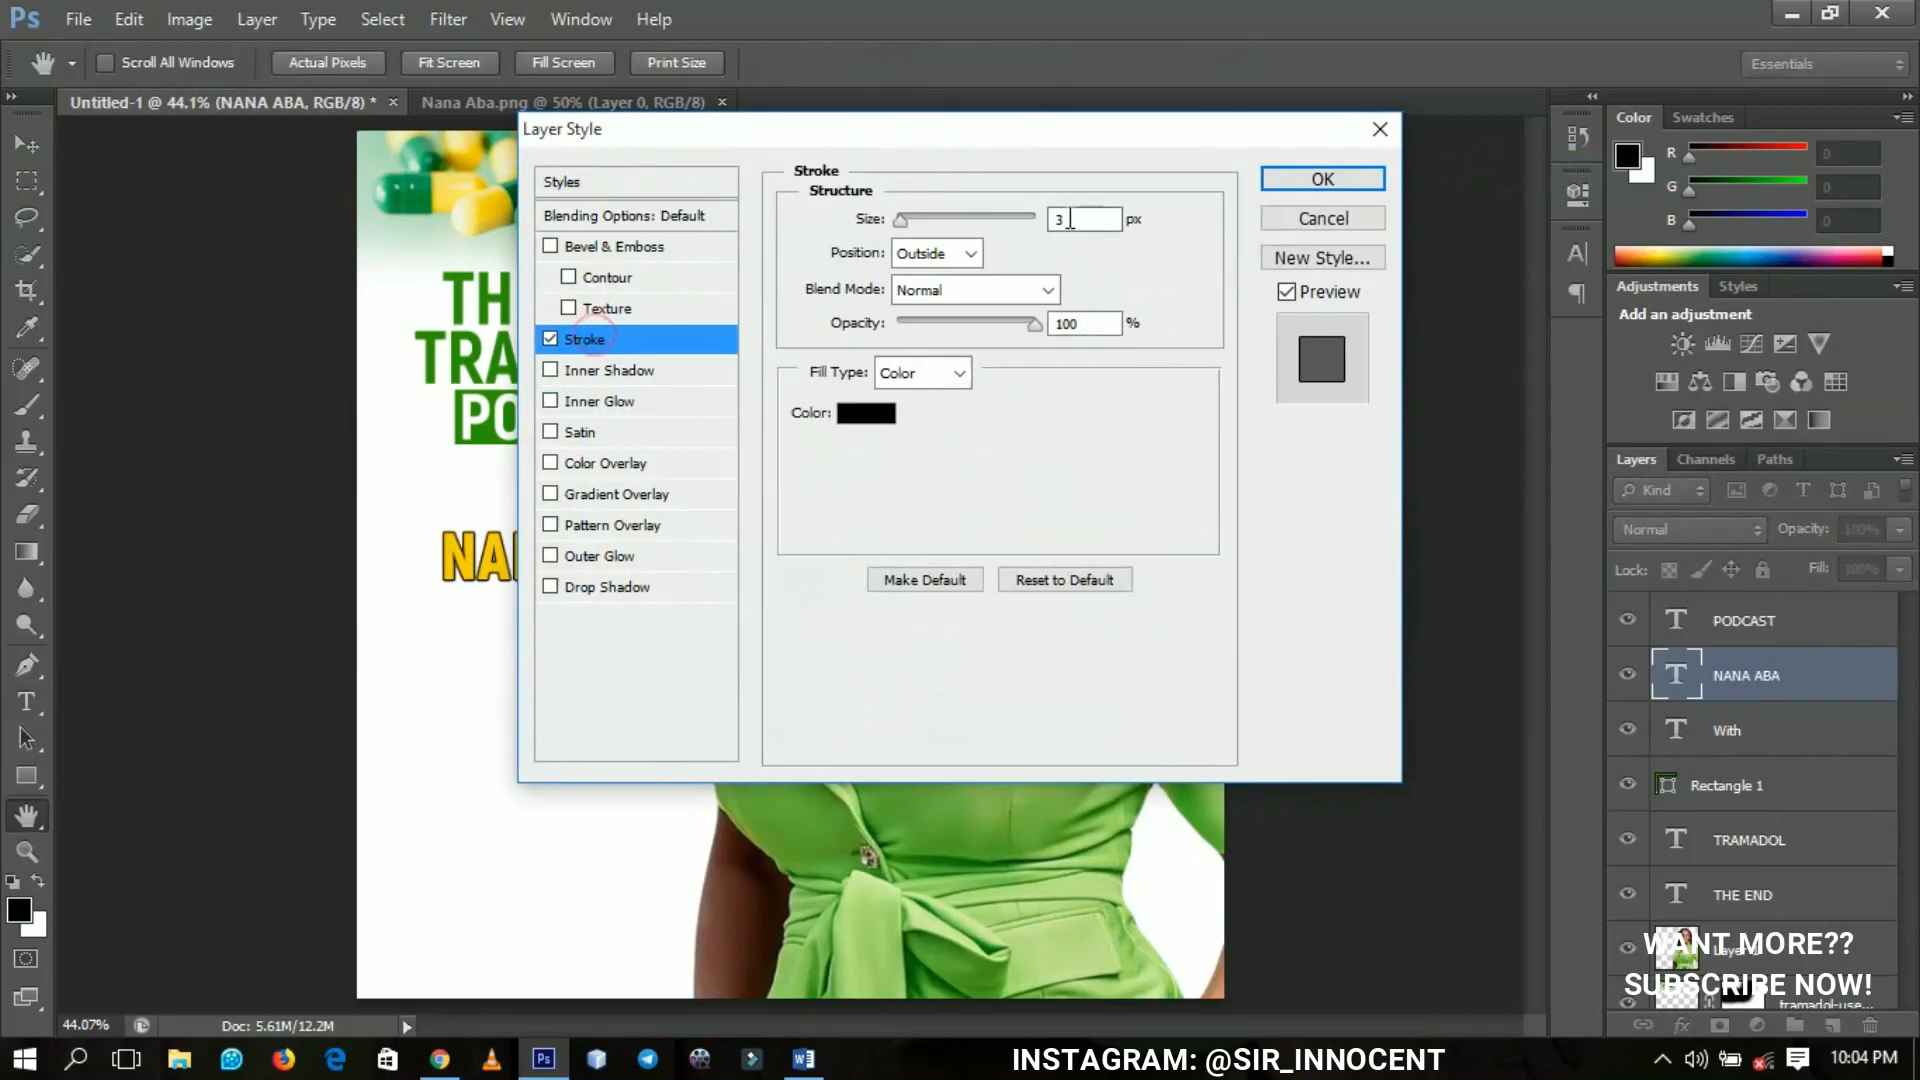 Ps File Edit Image Layer Type Select Filter View Window Help
Scroll All Windows Actual Pixels Fit Screen Fill Screen Print Size Essentials
Untitled-1 @ 44.1% (NANA ABA, RGB/8) * × Nana Aba.png @ 50% (Layer 0, RGB/8) ×
Layer Style
Styles
Blending Options: Default
Bevel & Emboss
Contour
Texture
Stroke
Inner Shadow
Inner Glow
Satin
Color Overlay
Gradient Overlay
Pattern Overlay
Outer Glow
Drop Shadow
Stroke
Structure
Size: 3 px
Position: Outside
Blend Mode: Normal
Opacity: 100 %
Fill Type: Color
Color:
Make Default Reset to Default
OK
Cancel
New Style...
Preview
TH
TRA
PO
NA
Color Swatches
R 0
G 0
B 0
Adjustments Styles
Add an adjustment
Layers Channels Paths
Kind
Normal Opacity: 100%
Lock: Fill: 100%
PODCAST
NANA ABA
With
Rectangle 1
TRAMADOL
THE END
WANT MORE??
SUBSCRIBE NOW!
tramadol-use...
44.07% Doc: 5.61M/12.2M
INSTAGRAM: @SIR_INNOCENT
10:04 PM